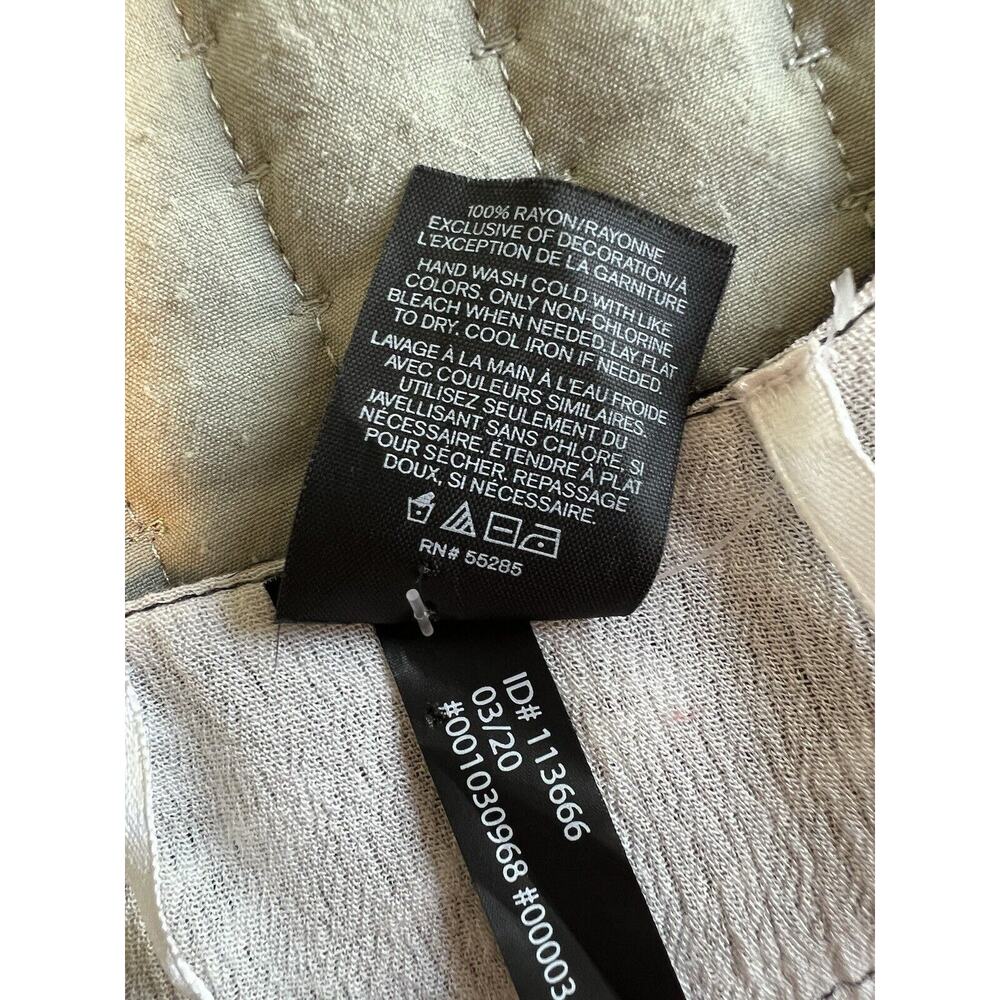 100% RAYON/RAYONNE
EXCLUSIVE OF DECORATION/À
L'EXCEPTION DE LA GARNITURE
HAND WASH COLD WITH LIKE
COLORS. ONLY NON-CHLORINE
BLEACH WHEN NEEDED. LAY FLAT
TO DRY. COOL IRON IF NEEDED.
LAVAGE À LA MAIN À L'EAU FROIDE
AVEC COULEURS SIMILAIRES.
UTILISEZ SEULEMENT DU
JAVELLISANT SANS CHLORE, SI
NÉCESSAIRE. ÉTENDRE À PLAT
POUR SÉCHER. REPASSAGE
DOUX, SI NÉCESSAIRE.
RN# 55285
ID# 113666
03/20
#001030968 #00003